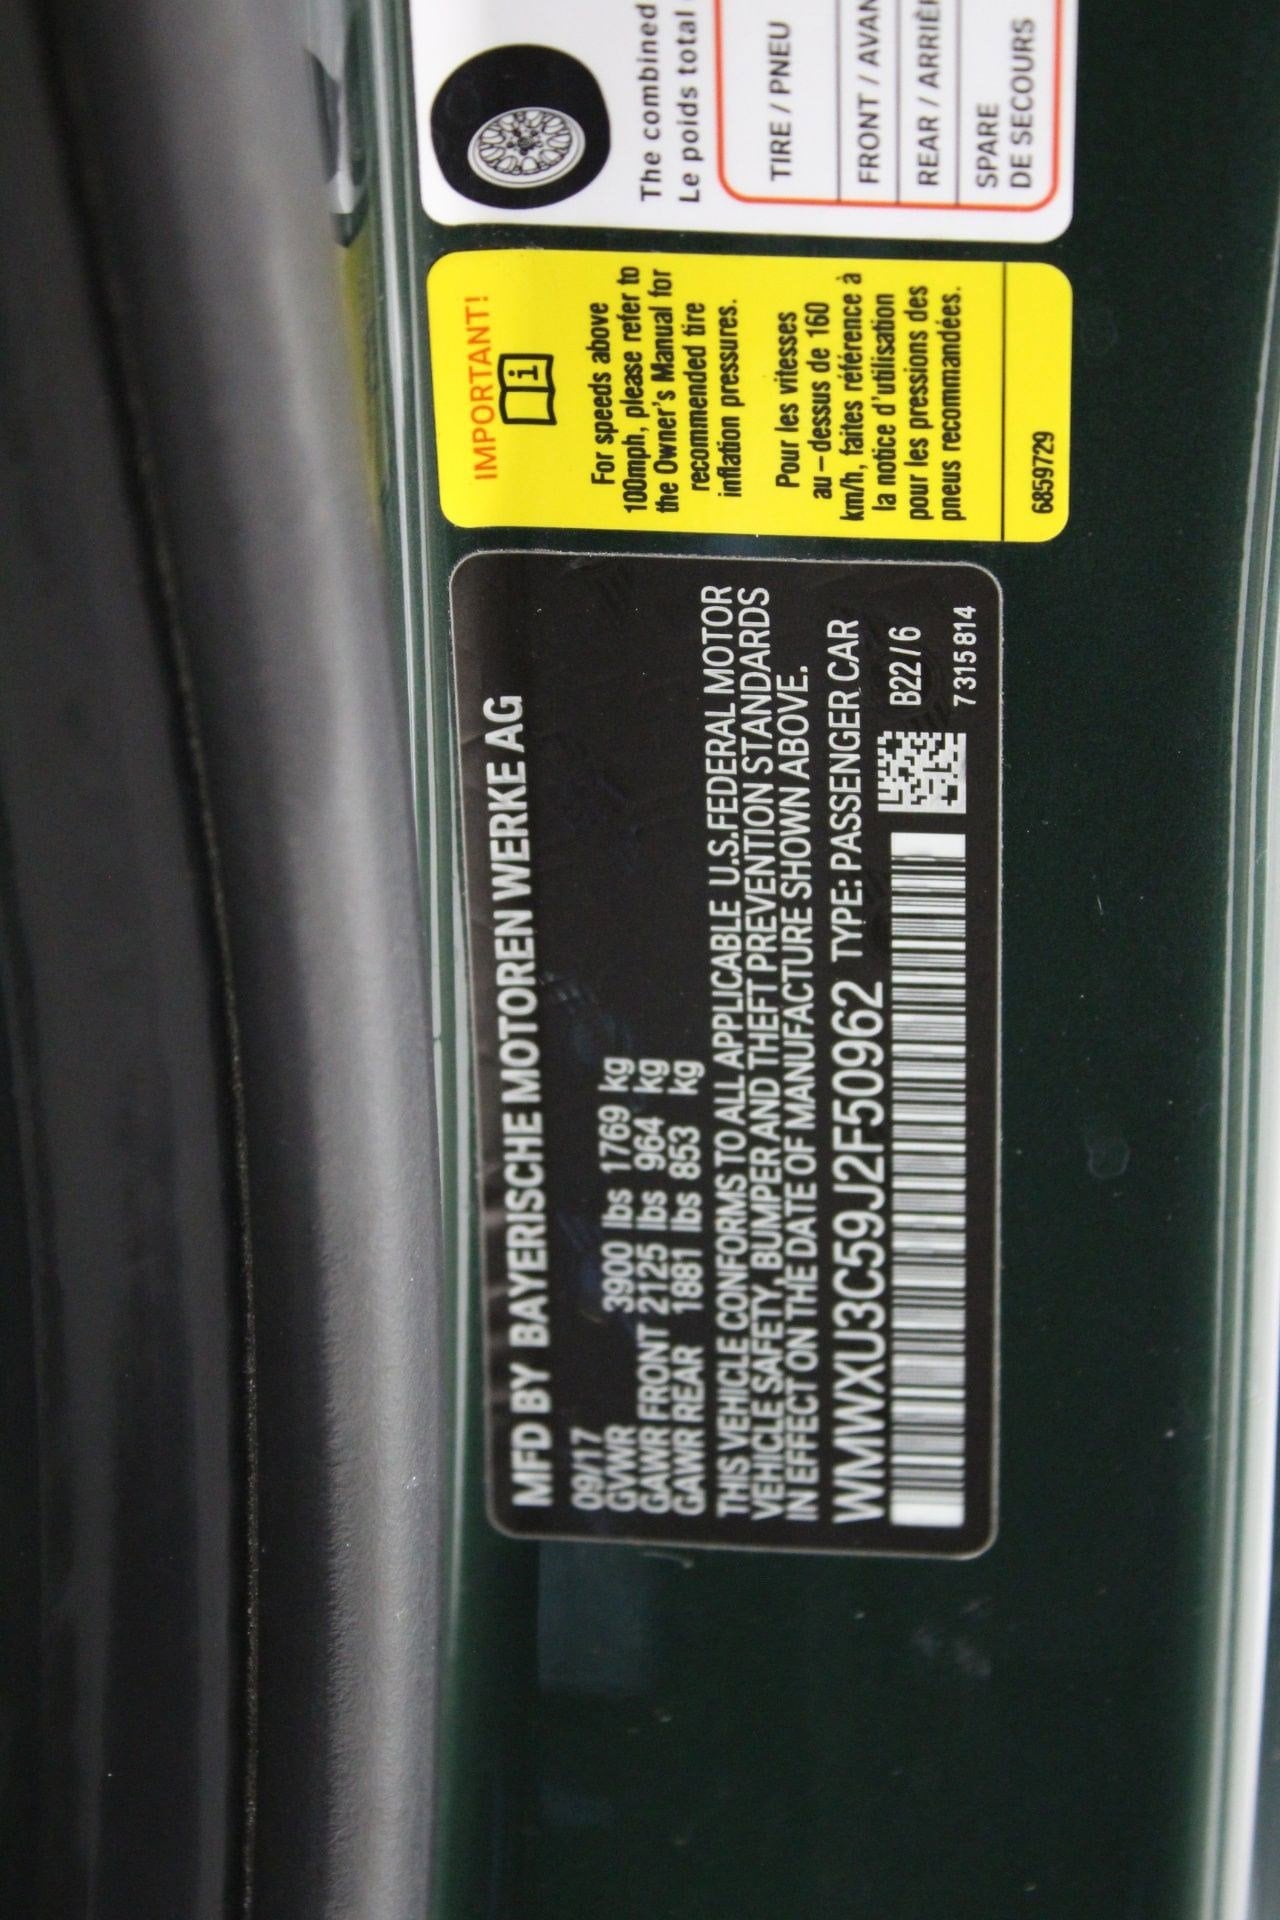 MFD BY BAYERISCHE MOTOREN WERKE AG
09/17
GVWR 3900 lbs 1769 kg
GAWR FRONT 2125 lbs 964 kg
GAWR REAR 1881 lbs 853 kg
THIS VEHICLE CONFORMS TO ALL APPLICABLE U.S.FEDERAL MOTOR
VEHICLE SAFETY, BUMPER AND THEFT PREVENTION STANDARDS
IN EFFECT ON THE DATE OF MANUFACTURE SHOWN ABOVE.
WMWXU3C59J2F50962 TYPE: PASSENGER CAR
B22/6
7315814
IMPORTANT!
i
For speeds above
100mph, please refer to
the Owner's Manual for
recommended tire
inflation pressures.
Pour les vitesses
au-dessus de 160
km/h, faites référence à
la notice d'utilisation
pour les pressions des
pneus recommandées.
6859729
The combined
Le poids total
TIRE / PNEU
FRONT / AVAN
REAR / ARRIÈR
SPARE
DE SECOURS